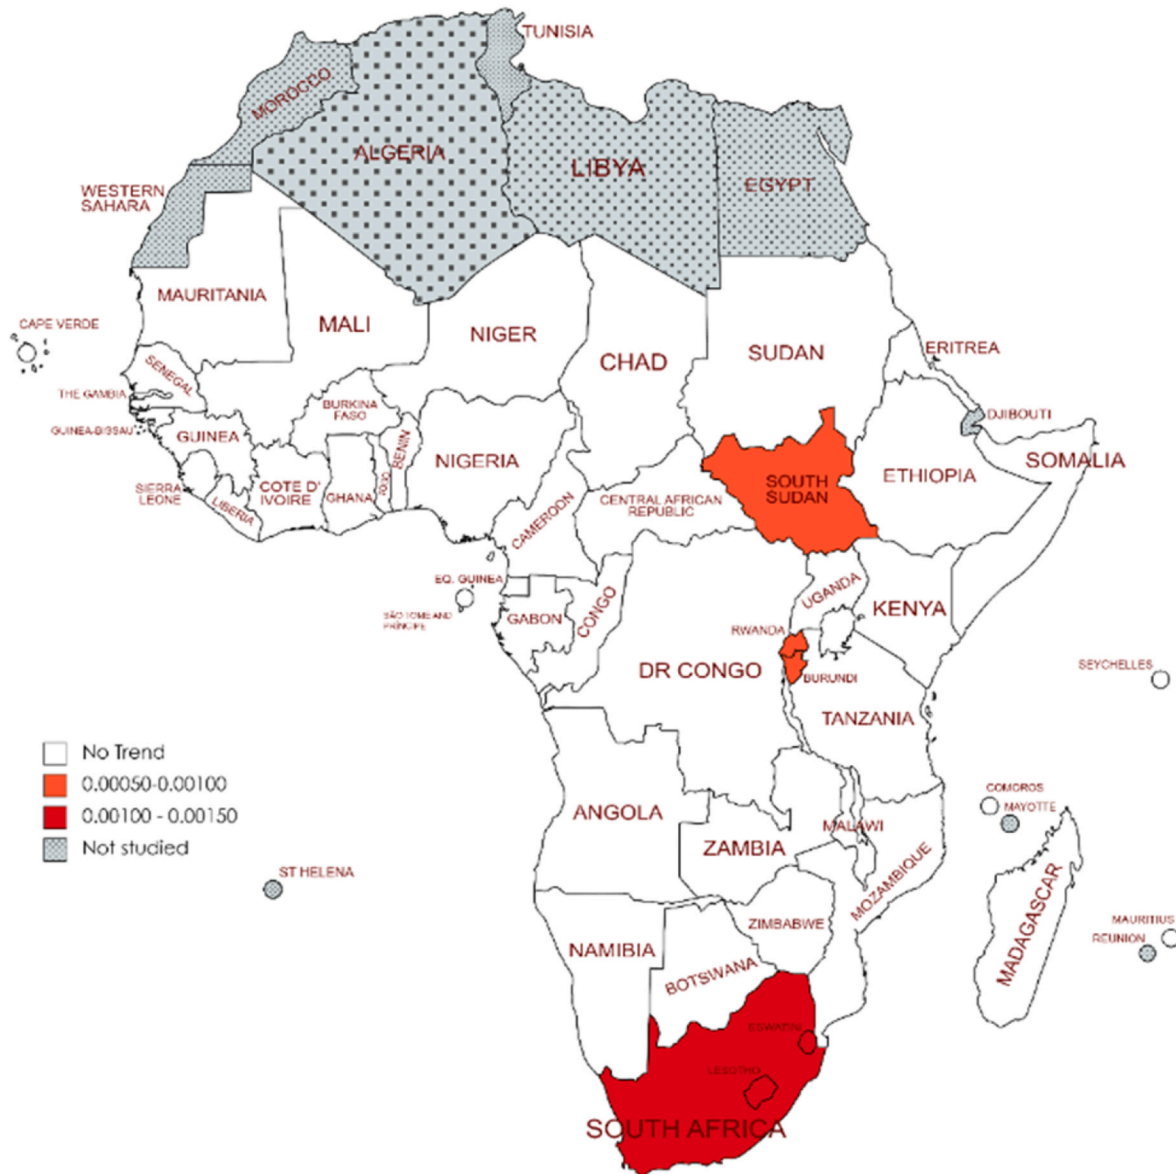 TUNISIA
MOROCCO
ALGERIA
LIBYA
EGYPT
WESTERN
SAHARA
MAURITANIA
MALI
NIGER
CHAD
SUDAN
ERITREA
CAPE VERDE
SENEGAL
THE GAMBIA
GUINEA-BISSAU
GUINEA
BURKINA
FASO
BENIN
NIGERIA
DJIBOUTI
SOMALIA
ETHIOPIA
SOUTH
SUDAN
SIERRA
LEONE
LIBERIA
COTE D'
IVOIRE
GHANA
TOGO
CAMEROON
CENTRAL AFRICAN
REPUBLIC
EQ. GUINEA
SÃO TOME AND
PRÍNCIPE
GABON
CONGO
UGANDA
KENYA
RWANDA
DR CONGO
BURUNDI
SEYCHELLES
TANZANIA
No Trend
0.00050-0.00100
0.00100 - 0.00150
Not studied
ANGOLA
ZAMBIA
MALAWI
COMOROS
MAYOTTE
MOZAMBIQUE
ST HELENA
MADAGASCAR
MAURITIUS
REUNION
NAMIBIA
ZIMBABWE
BOTSWANA
ESWATINI
LESOTHO
SOUTH AFRICA